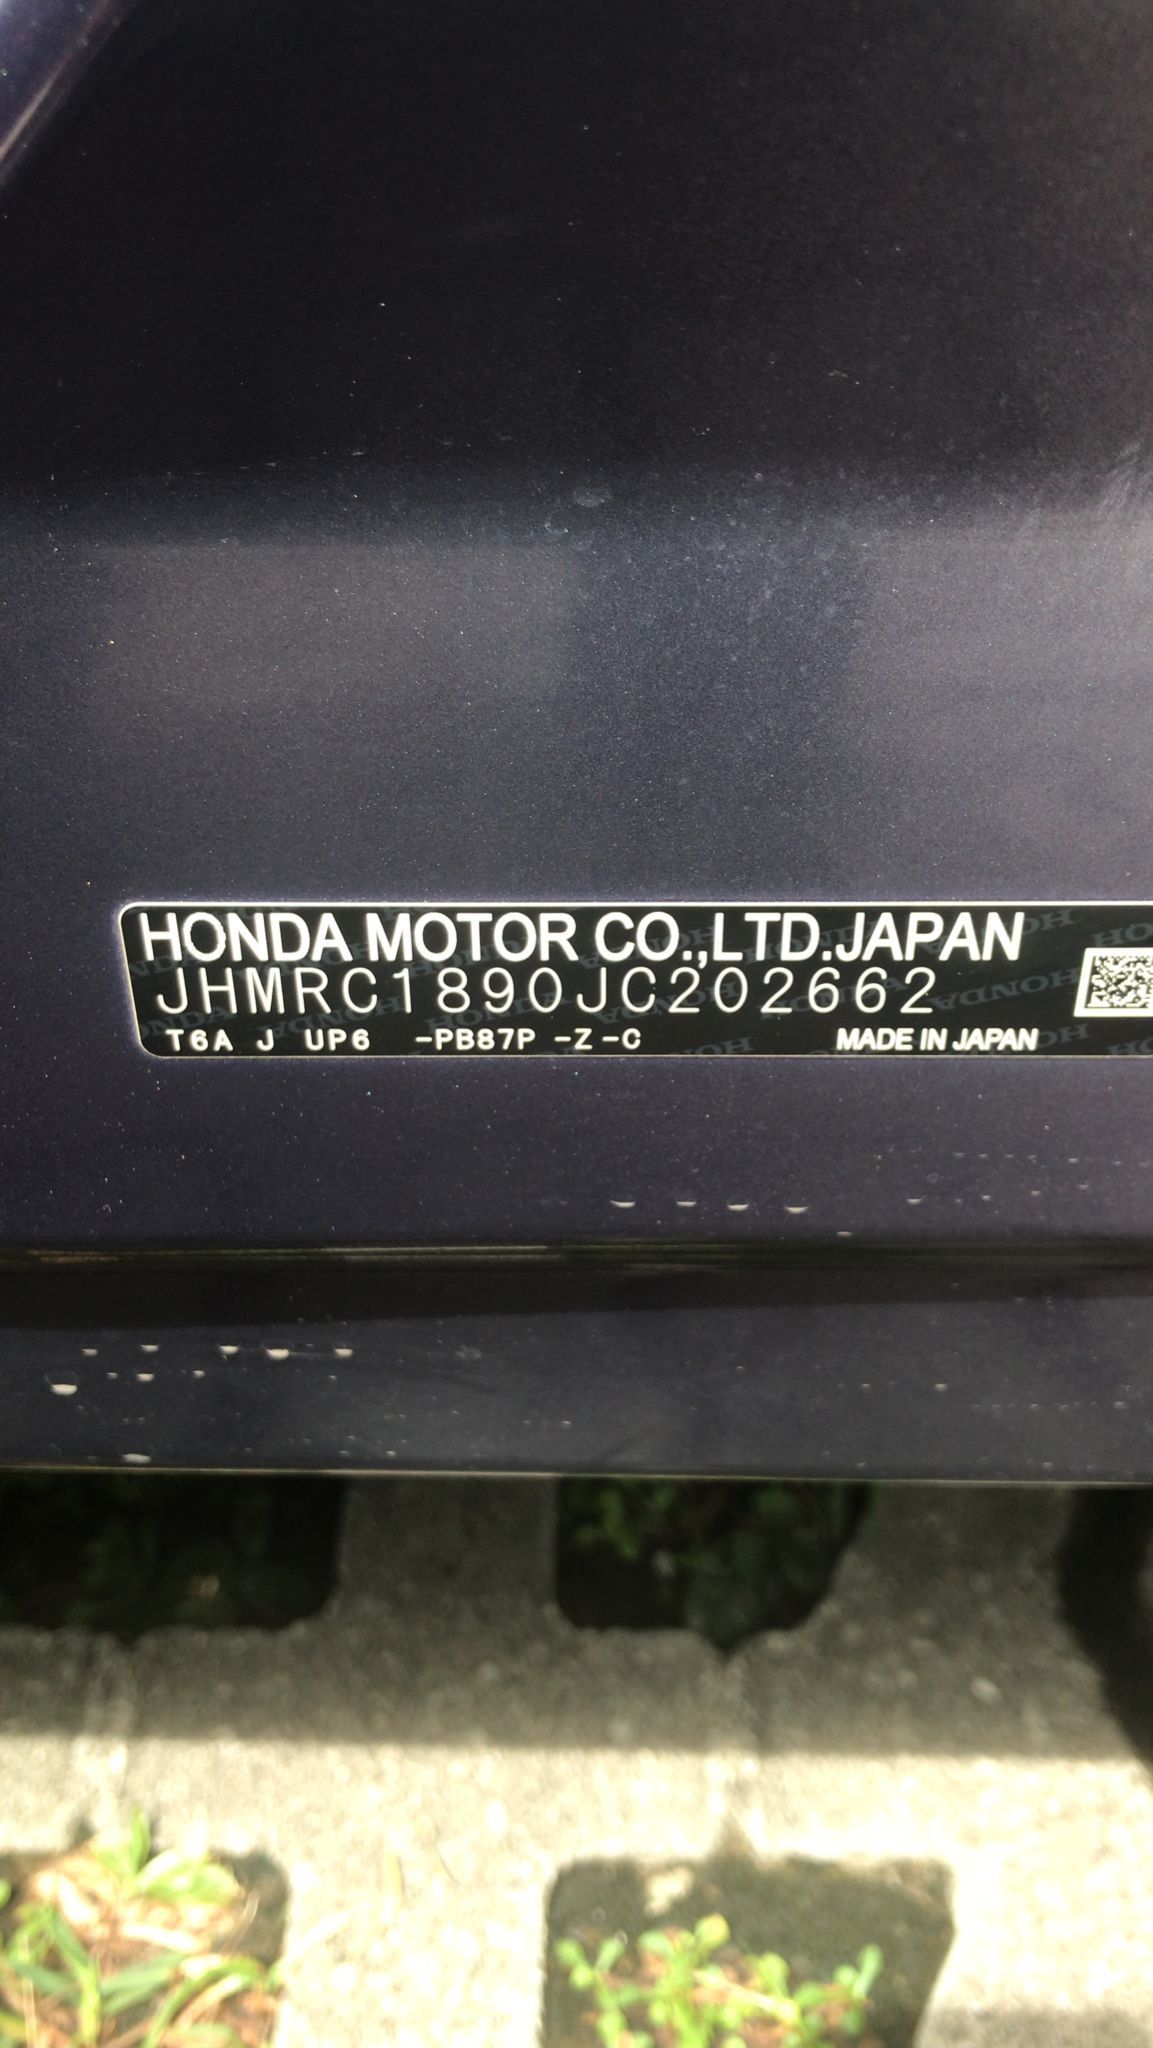 HONDA MOTOR CO.,LTD.JAPAN
JHMRC1890JC202662
T6A J UP6 -PB87P -Z -C MADE IN JAPAN